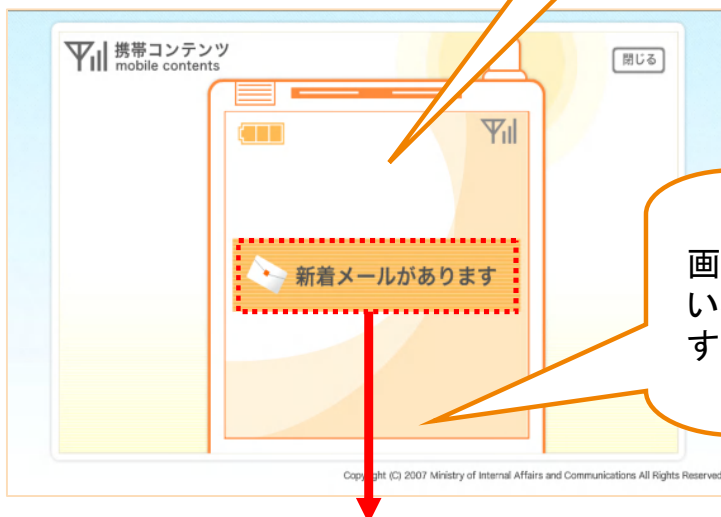 携帯コンテンツ
mobile contents
閉じる
新着メールがあります
画
い
す
Copyright (C) 2007 Ministry of Internal Affairs and Communications All Rights Reserved